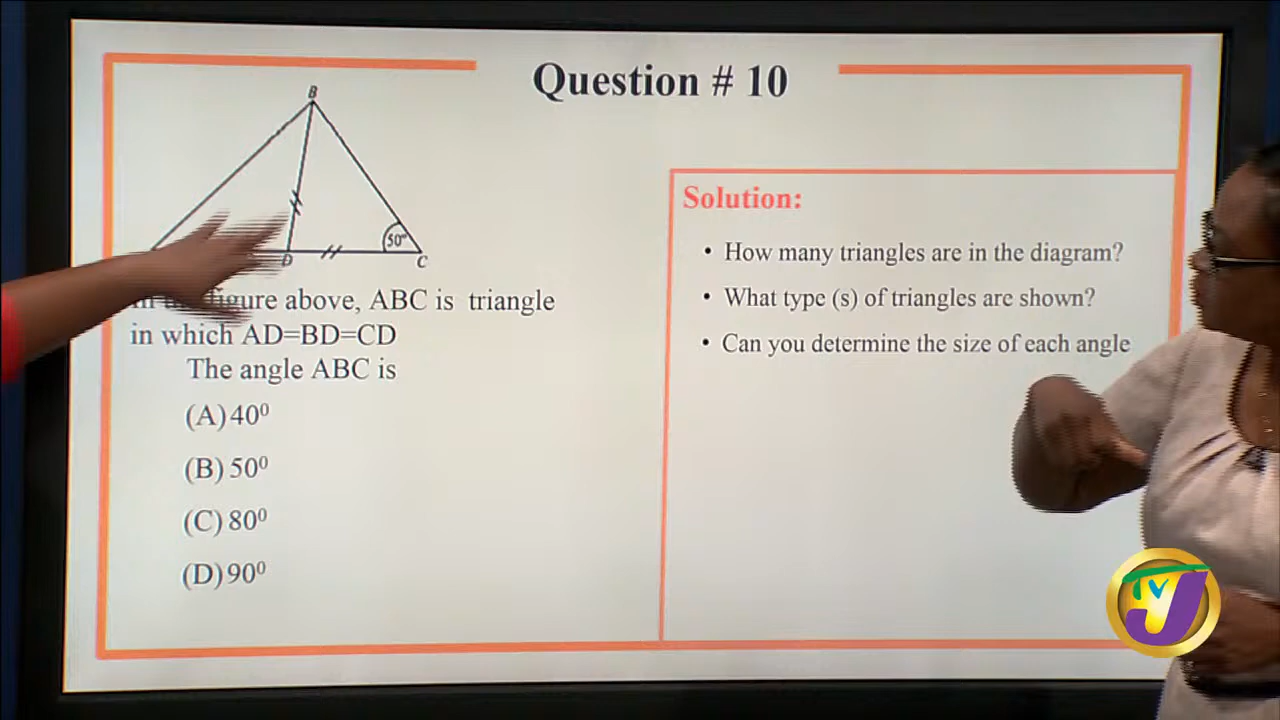 Question # 10
B
50°
D
C
figure above, ABC is triangle
in which AD=BD=CD
The angle ABC is
(A) 40⁰
(B) 50⁰
(C) 80⁰
(D) 90⁰
Solution:
• How many triangles are in the diagram?
• What type (s) of triangles are shown?
• Can you determine the size of each angle
TVJ